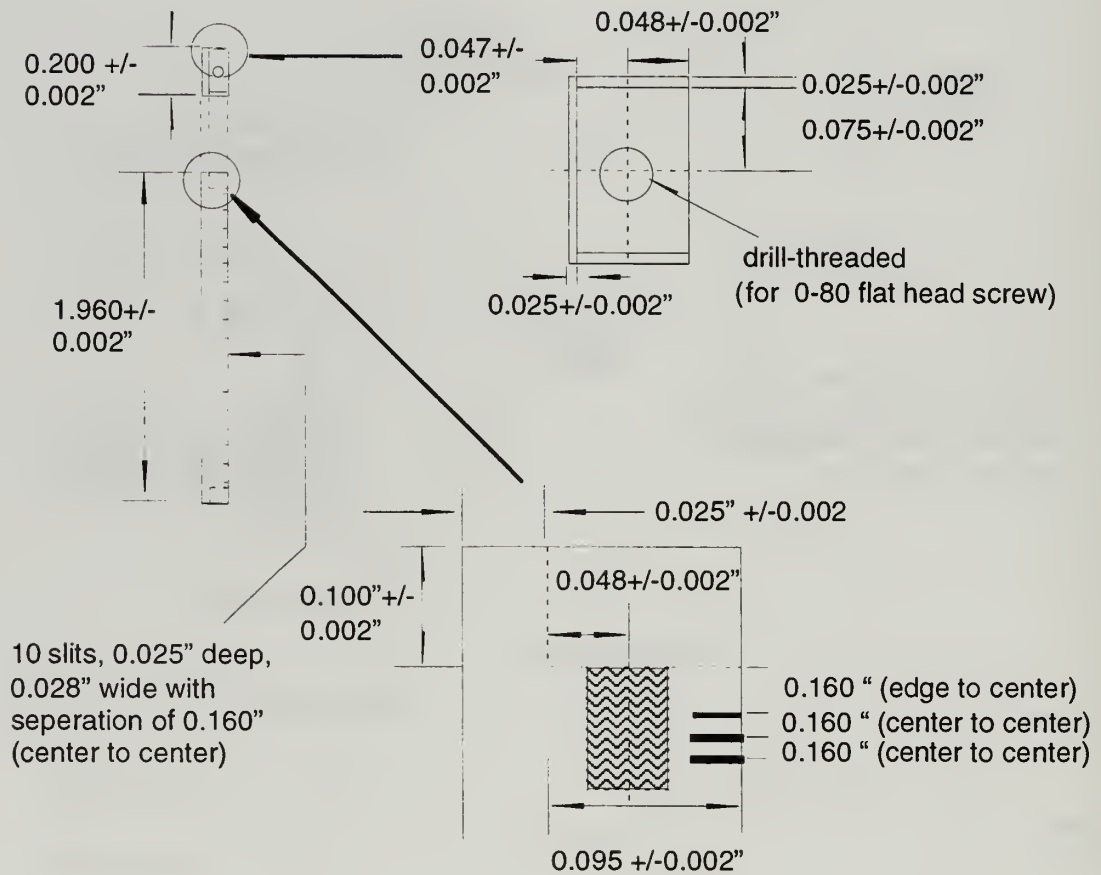 0.048+/-0.002"
0.200 +/-
0.002"
0.047+/-
0.002"
0.025+/-0.002"
0.075+/-0.002"
drill-threaded
(for 0-80 flat head screw)
0.025+/-0.002"
1.960+/-
0.002"
0.025" +/-0.002
0.100"+/-
0.002"
0.048+/-0.002"
10 slits, 0.025" deep,
0.028" wide with
seperation of 0.160"
(center to center)
0.160 " (edge to center)
0.160 " (center to center)
0.160 " (center to center)
0.095 +/-0.002"